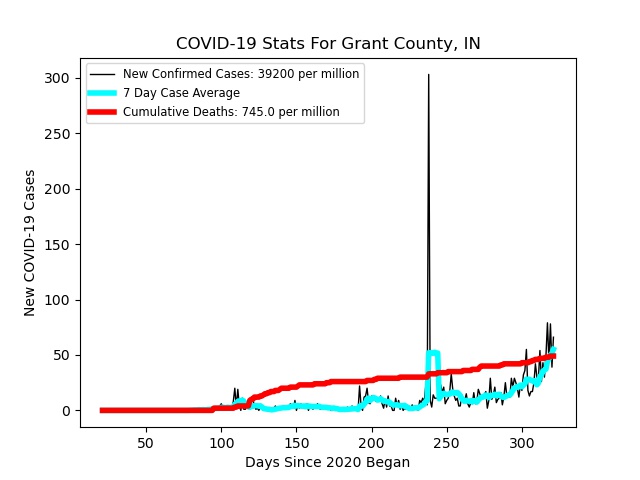 COVID-19 Stats For Grant County, IN
New Confirmed Cases: 39200 per million
7 Day Case Average
Cumulative Deaths: 745.0 per million
New COVID-19 Cases
300
250
200
150
100
50
0
50 100 150 200 250 300
Days Since 2020 Began